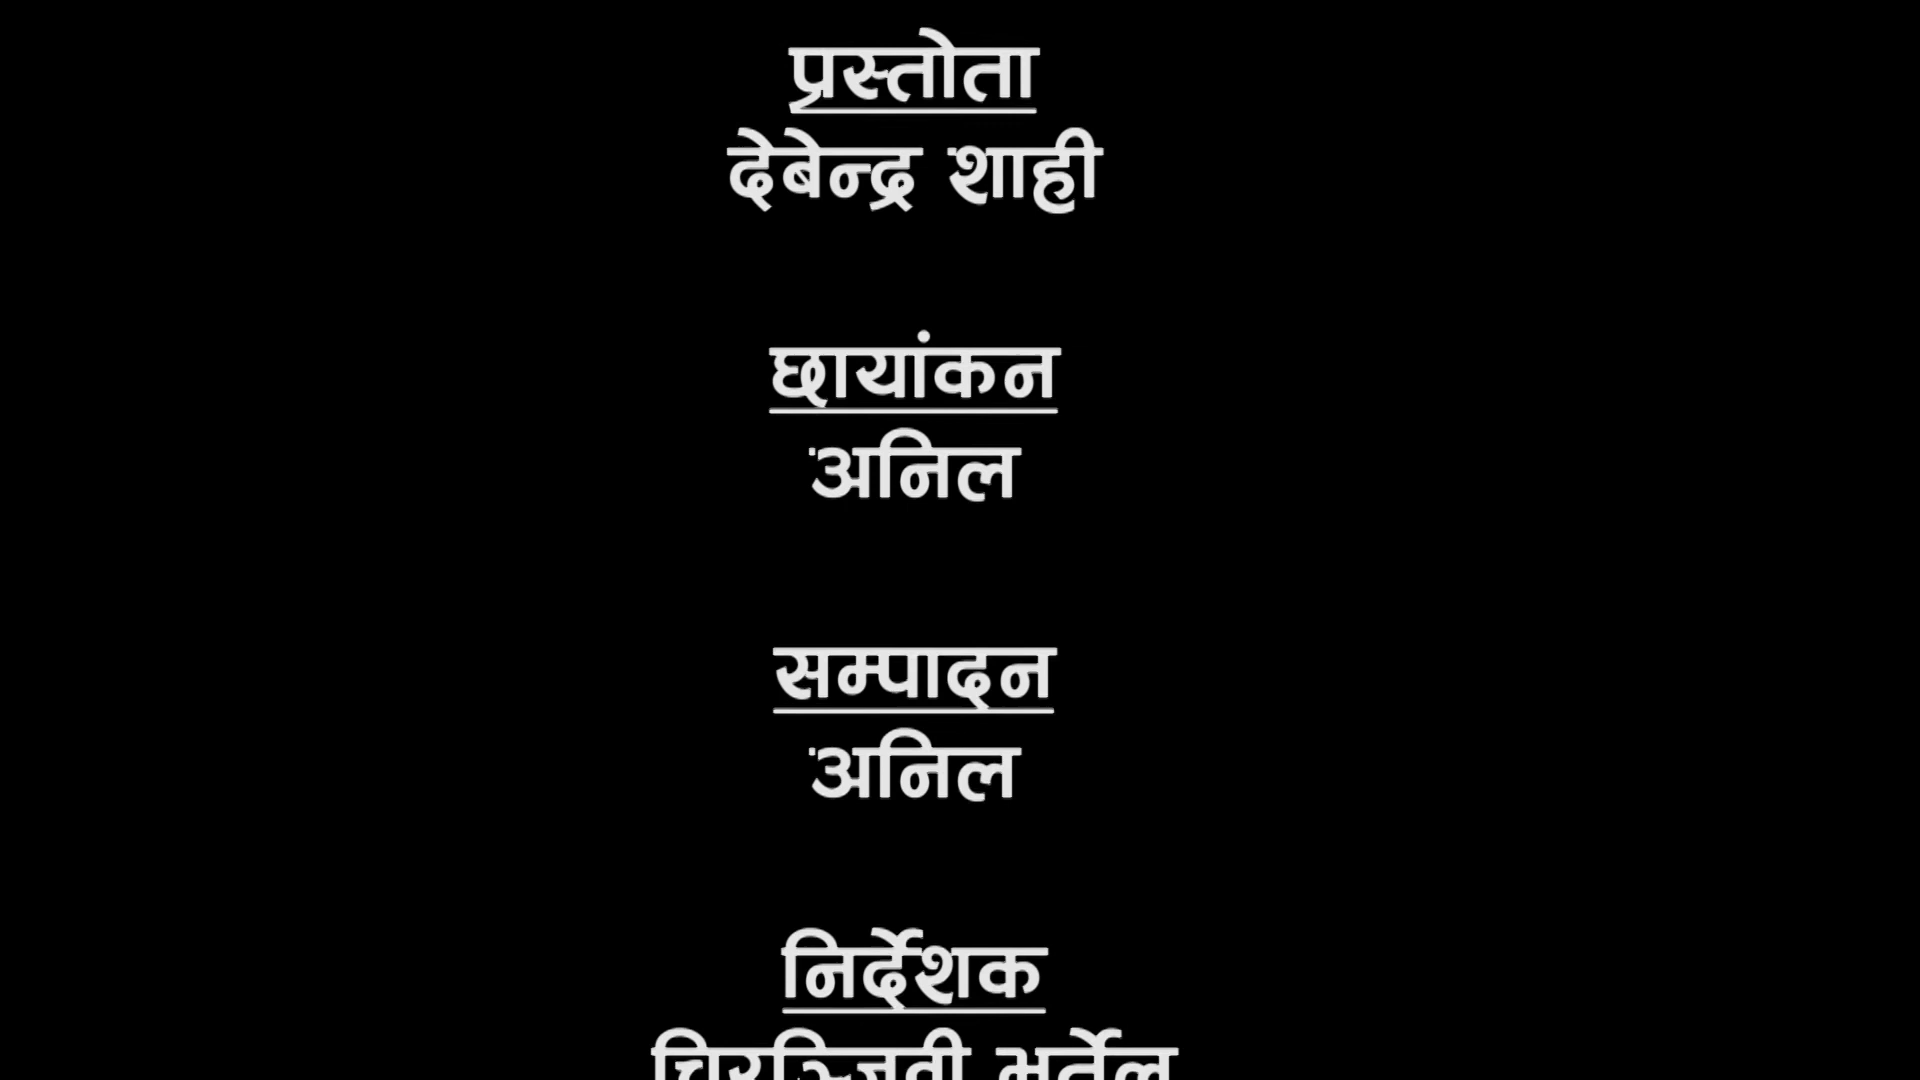 प्रस्तोता
देबेन्द्र शाही
छायांकन
अनिल
सम्पादन
अनिल
निर्देशक